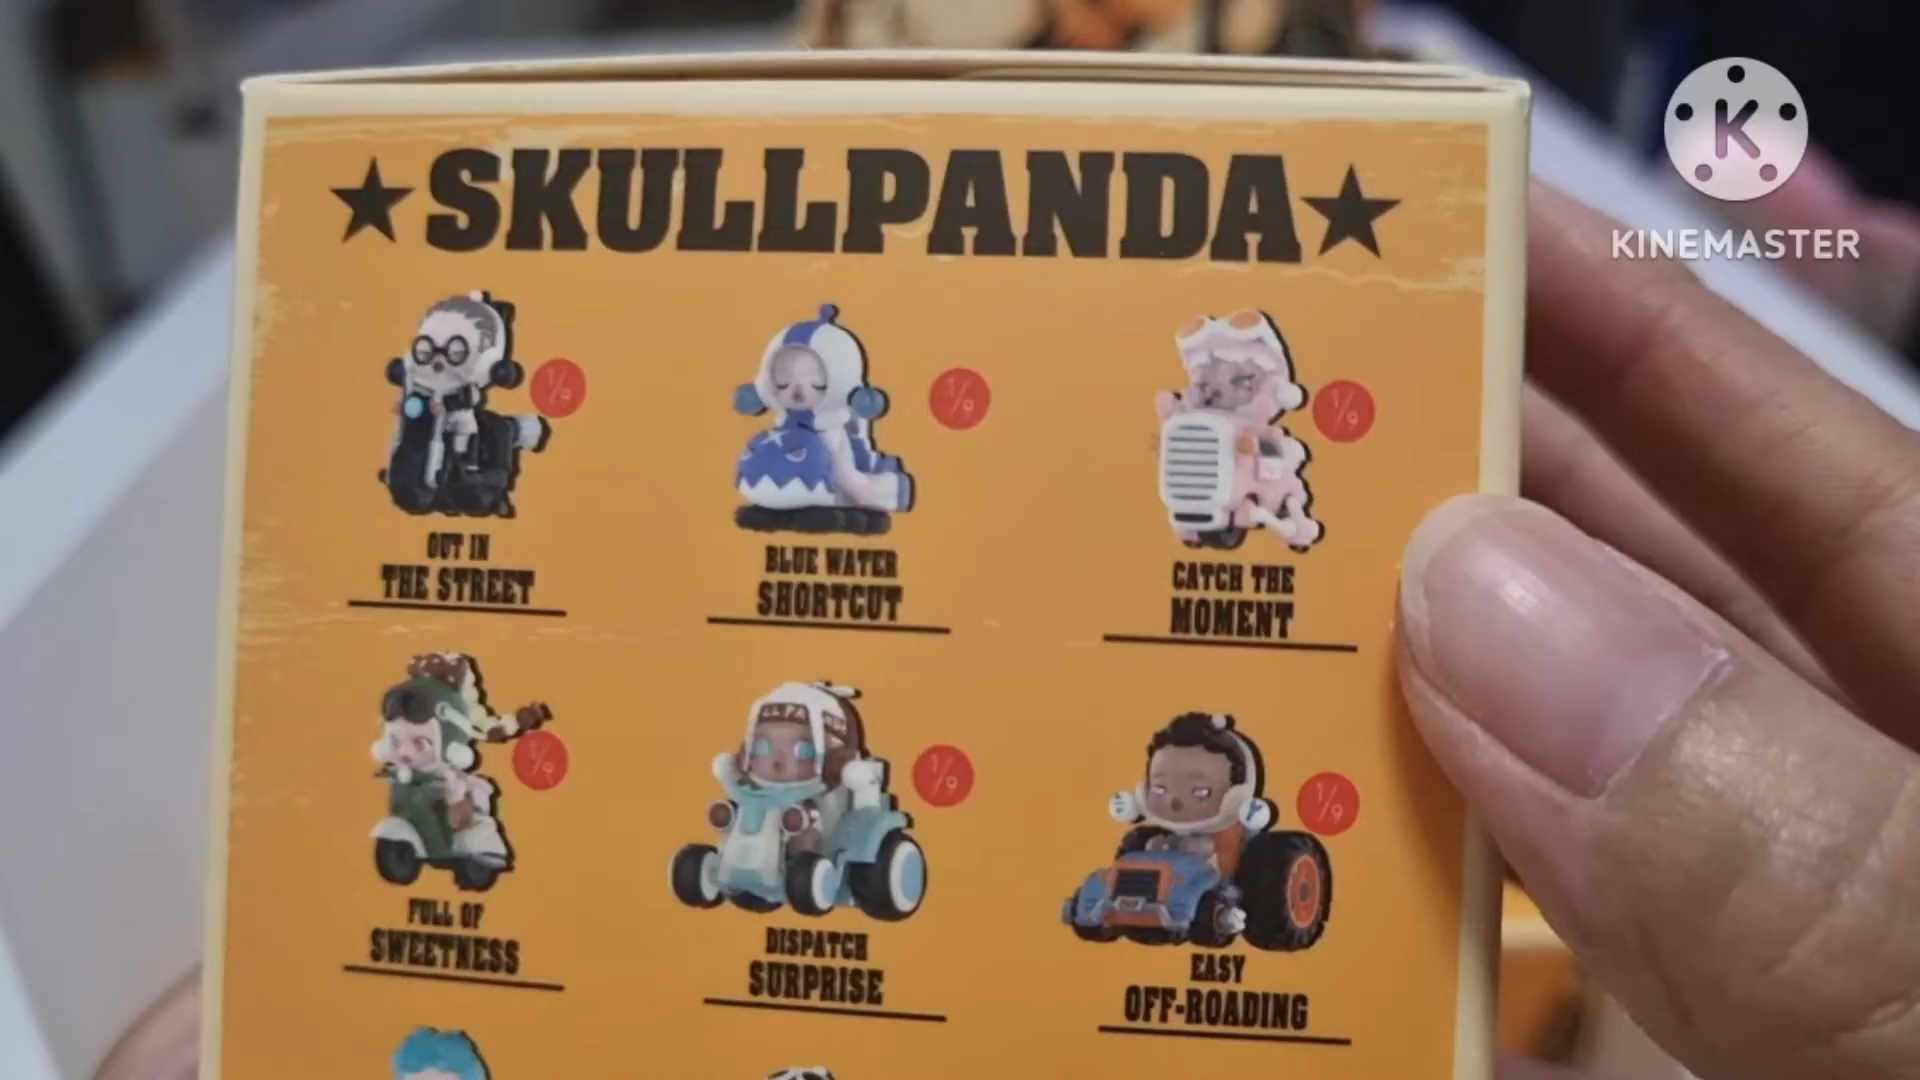 ★SKULLPANDA★
K
KINEMASTER
1/9
1/9
1/9
OUT IN
THE STREET
BLUE WATER
SHORTCUT
CATCH THE
MOMENT
1/9
1/9
1/9
FULL OF
SWEETNESS
DISPATCH
SURPRISE
EASY
OFF-ROADING